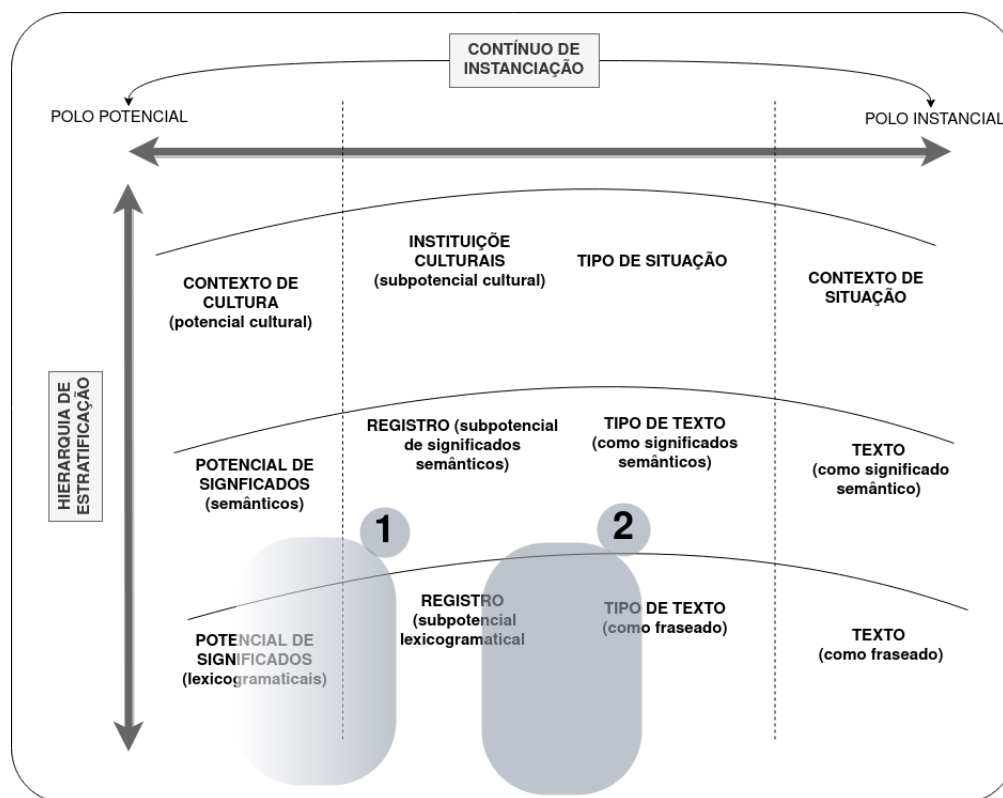 CONTÍNUO DE
INSTANCIAÇÃO
POLO POTENCIAL
POLO INSTANCIAL
HIERARQUIA DE
ESTRATIFICAÇÃO
CONTEXTO DE
CULTURA
(potencial cultural)
INSTITUIÇÕE
CULTURAIS
(subpotencial cultural)
TIPO DE SITUAÇÃO
CONTEXTO DE
SITUAÇÃO
POTENCIAL DE
SIGNFICADOS
(semânticos)
REGISTRO (subpotencial
de significados
semânticos)
TIPO DE TEXTO
(como significados
semânticos)
TEXTO
(como significado
semântico)
1
2
POTENCIAL DE
SIGNIFICADOS
(lexicogramaticais)
REGISTRO
(subpotencial
lexicogramatical
TIPO DE TEXTO
(como fraseado)
TEXTO
(como fraseado)